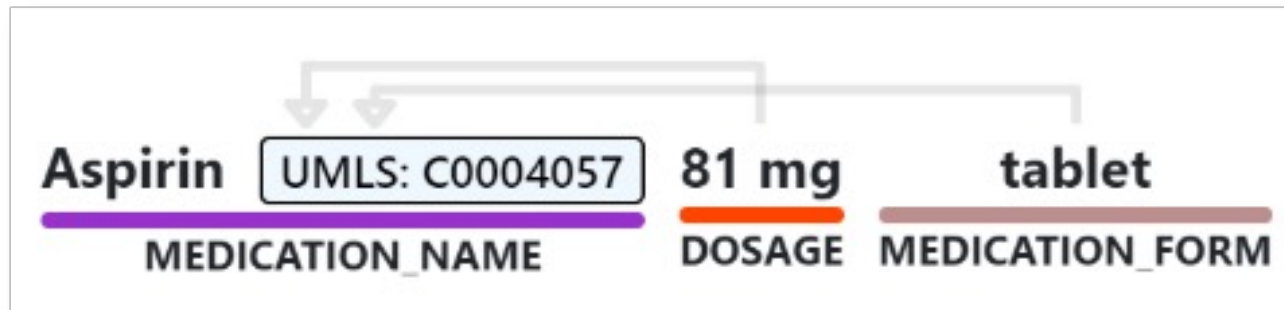 Aspirin UMLS: C0004057 81 mg tablet
MEDICATION_NAME DOSAGE MEDICATION_FORM